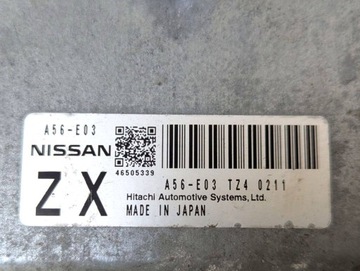 A56-E03
NISSAN
46505339
ZX
A56-E03 TZ4 0211
Hitachi Automotive Systems, Ltd.
MADE IN JAPAN